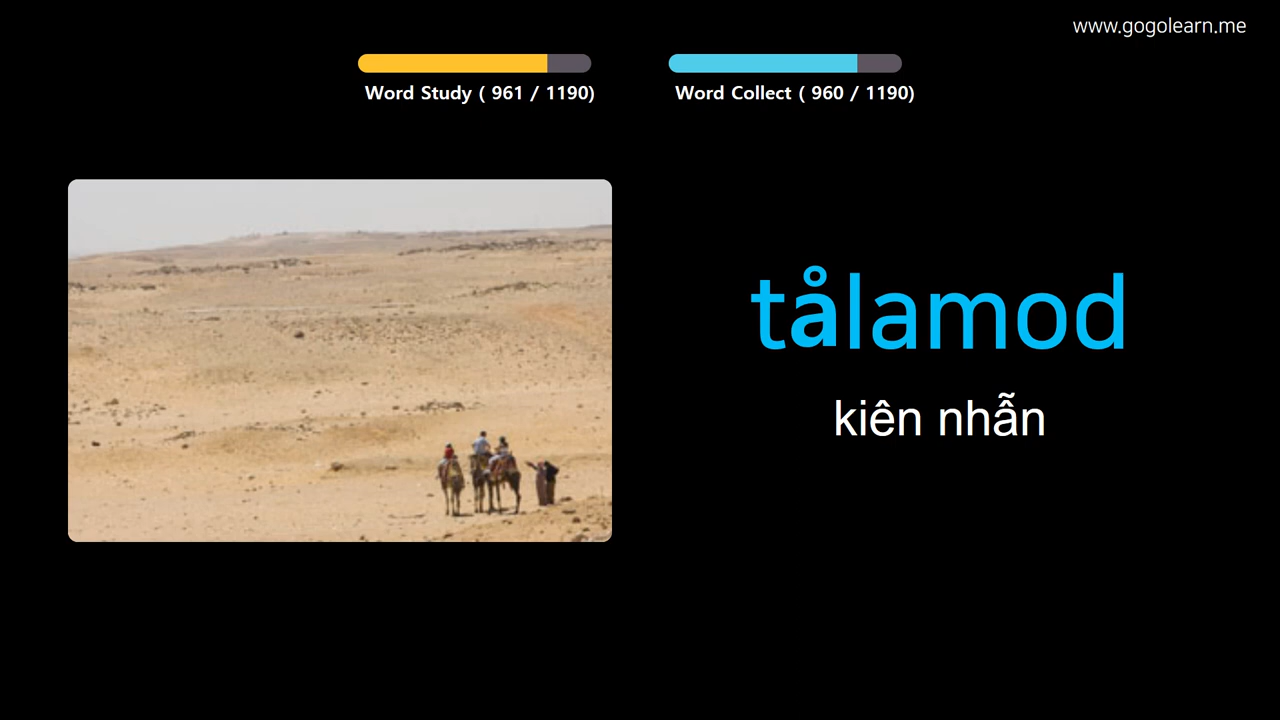 www.gogolearn.me
Word Study ( 961 / 1190)
Word Collect ( 960 / 1190)
tålamod
kiên nhẫn